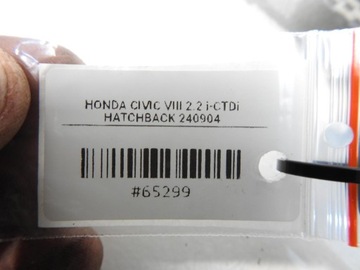 HONDA CIVIC VIII 2.2 i-CTDi
HATCHBACK 240904
#65299